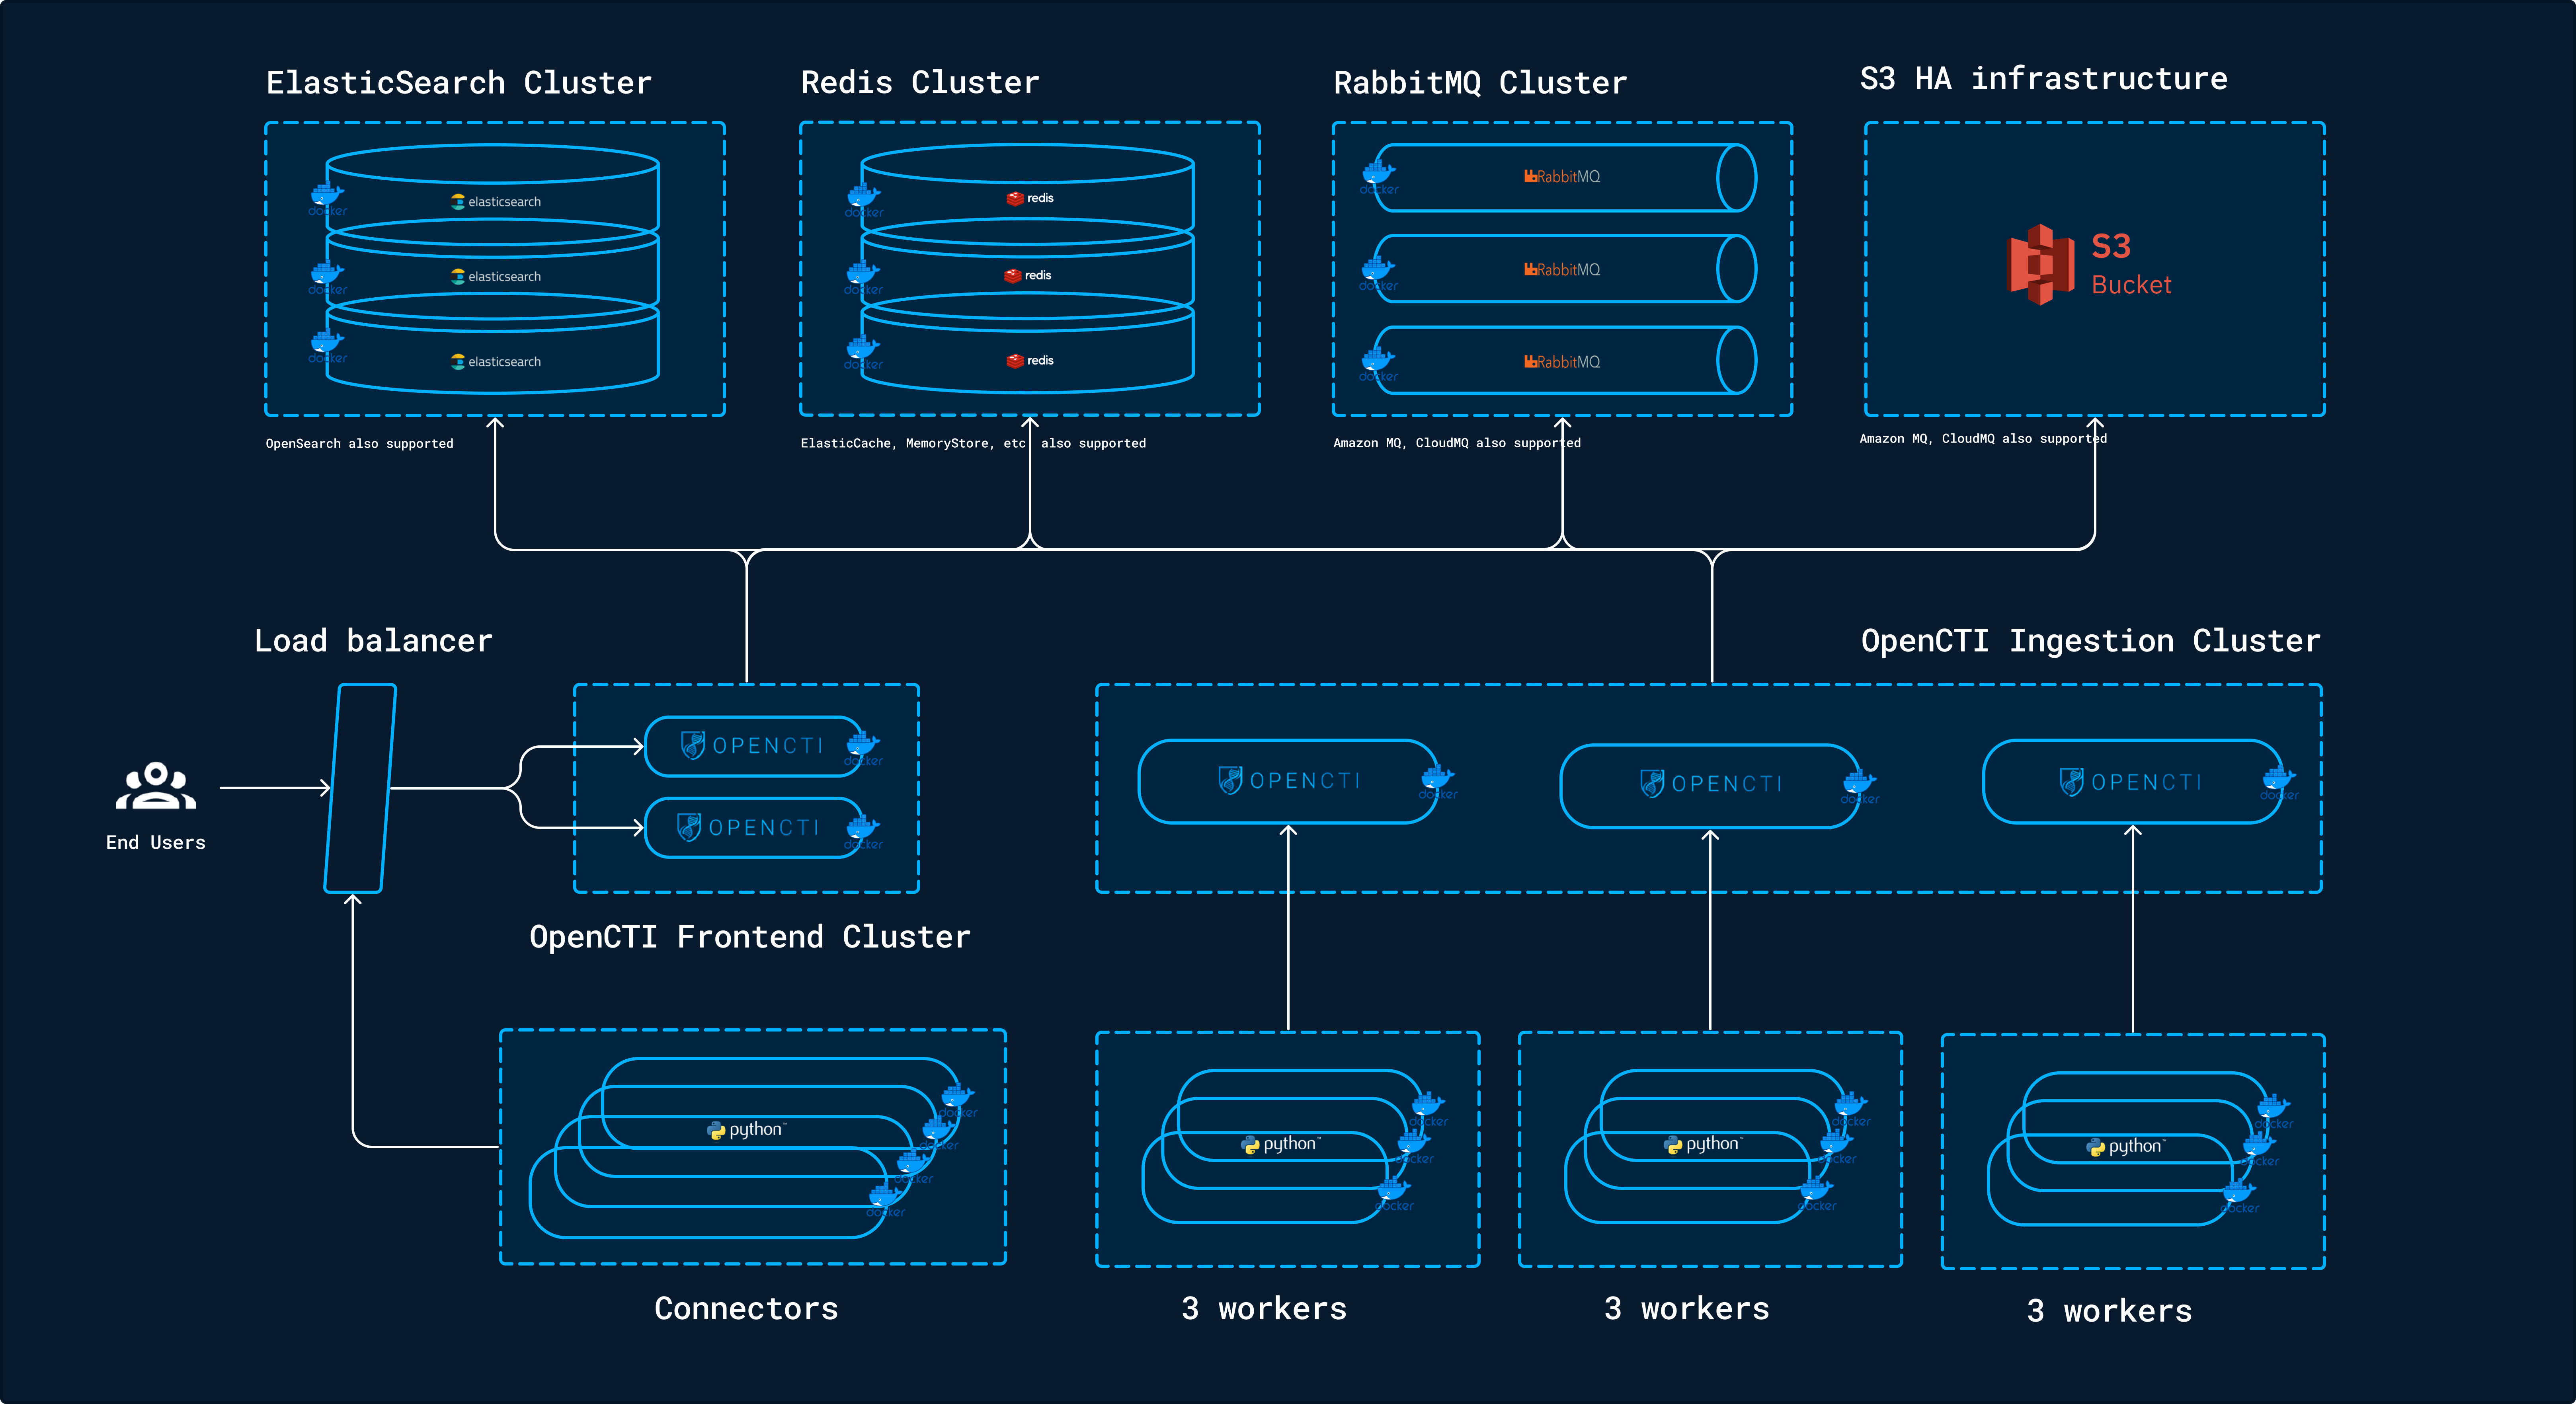 ElasticSearch Cluster
Redis Cluster
RabbitMQ Cluster
S3 HA infrastructure
docker
elasticsearch
docker
elasticsearch
docker
elasticsearch
docker
redis
docker
redis
docker
redis
docker
RabbitMQ
docker
RabbitMQ
docker
RabbitMQ
S3
Bucket
OpenSearch also supported
ElasticCache, MemoryStore, etc. also supported
Amazon MQ, CloudMQ also supported
Amazon MQ, CloudMQ also supported
Load balancer
OpenCTI Ingestion Cluster
End Users
OPENCTI
docker
OPENCTI
docker
OPENCTI
docker
OPENCTI
docker
OPENCTI
docker
OpenCTI Frontend Cluster
python™
docker
docker
docker
docker
python™
docker
docker
docker
python™
docker
docker
docker
python™
docker
docker
docker
Connectors
3 workers
3 workers
3 workers